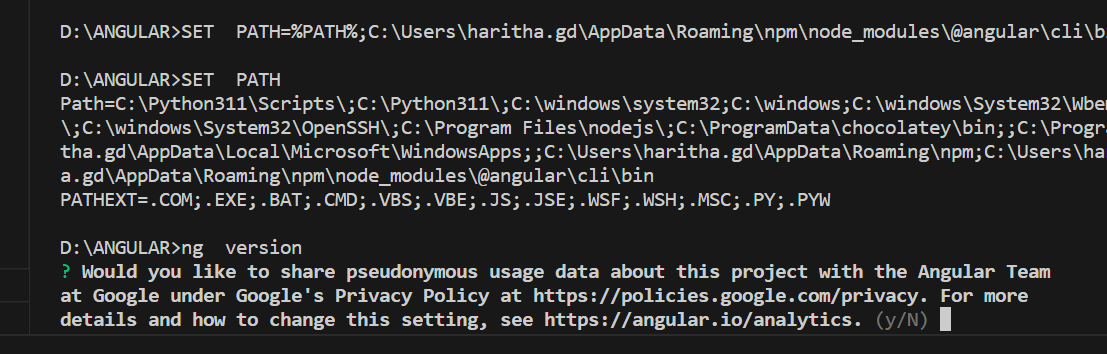 D:\ANGULAR>SET  PATH=%PATH%;C:\Users\haritha.gd\AppData\Roaming\npm\node_modules\@angular\cli\b
D:\ANGULAR>SET  PATH
Path=C:\Python311\Scripts\;C:\Python311\;C:\windows\system32;C:\windows;C:\windows\System32\Wbe
\;C:\windows\System32\OpenSSH\;C:\Program Files\nodejs\;C:\ProgramData\chocolatey\bin;;C:\Progr
tha.gd\AppData\Local\Microsoft\WindowsApps;;C:\Users\haritha.gd\AppData\Roaming\npm;C:\Users\ha
a.gd\AppData\Roaming\npm\node_modules\@angular\cli\bin
PATHEXT=.COM;.EXE;.BAT;.CMD;.VBS;.VBE;.JS;.JSE;.WSF;.WSH;.MSC;.PY;.PYW
D:\ANGULAR>ng  version
? Would you like to share pseudonymous usage data about this project with the Angular Team
at Google under Google's Privacy Policy at https://policies.google.com/privacy. For more
details and how to change this setting, see https://angular.io/analytics. (y/N)